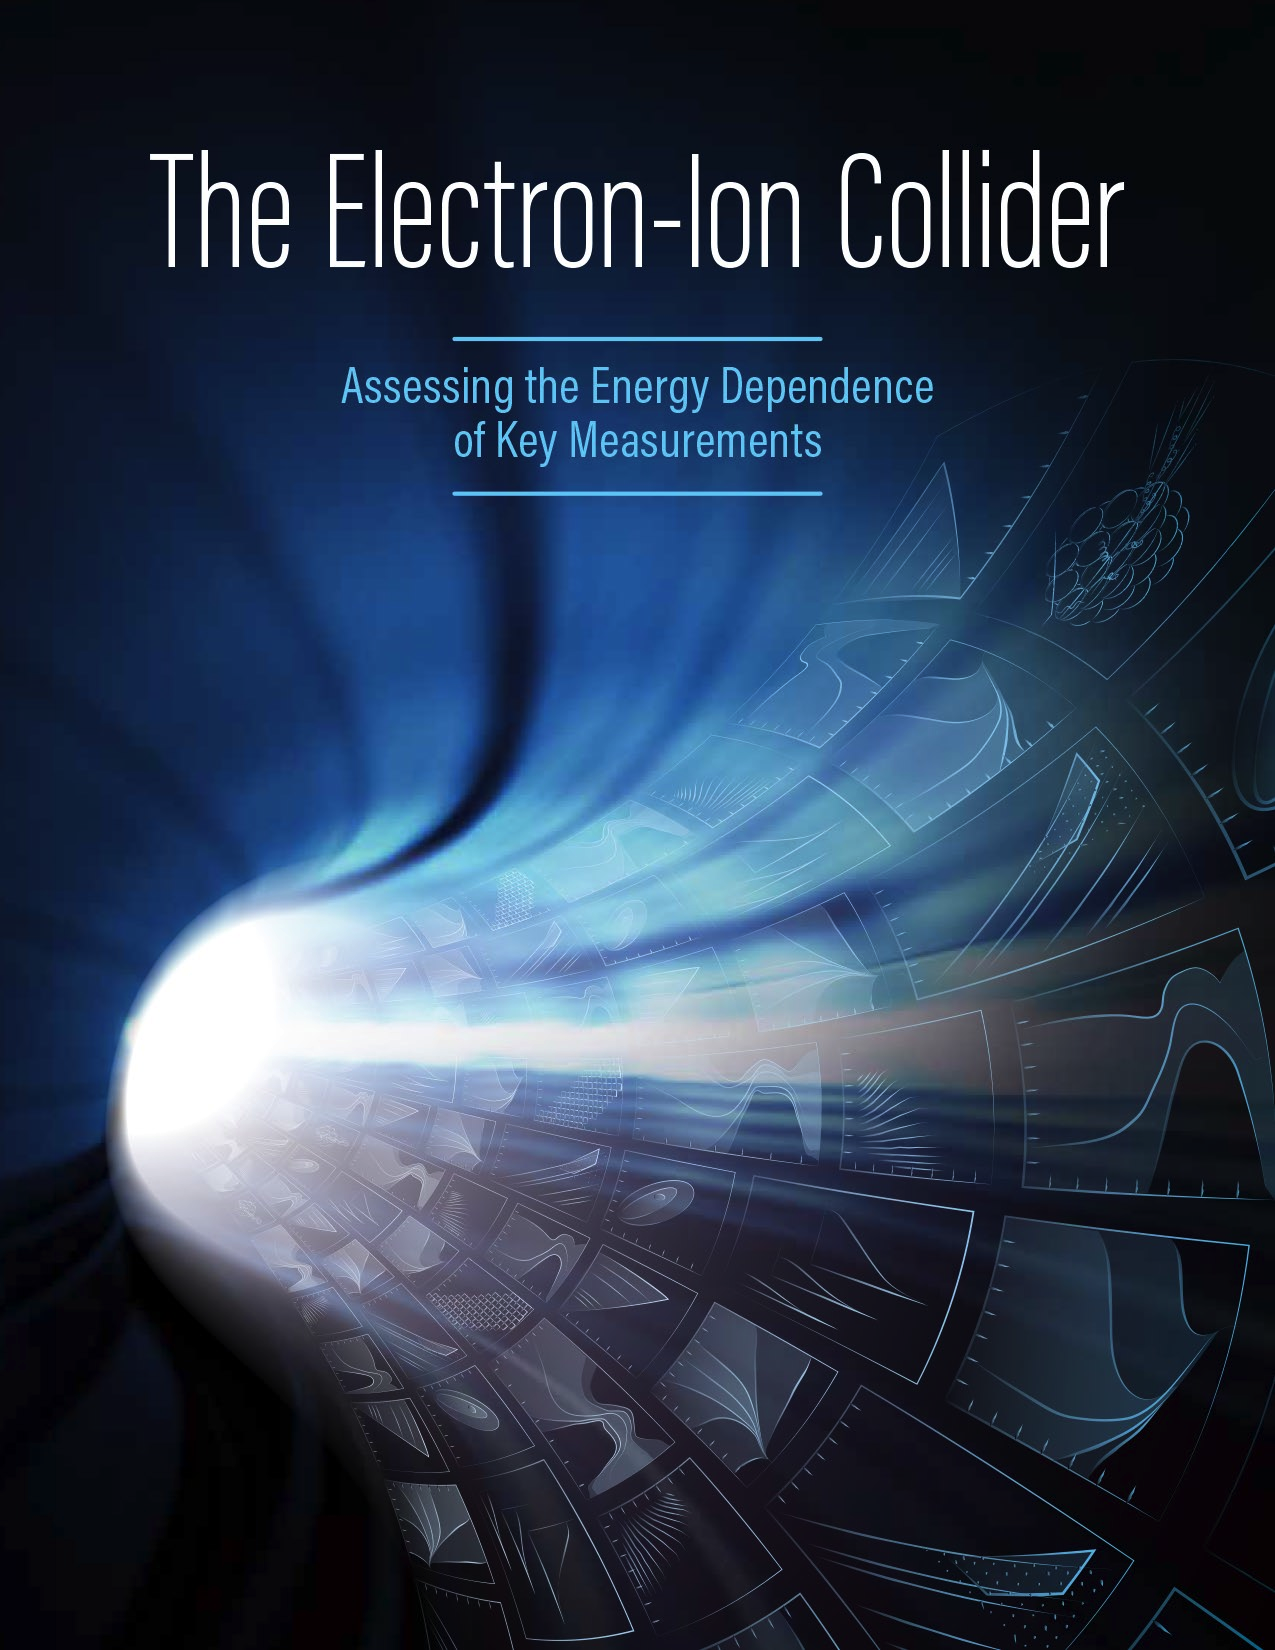 The Electron-Ion Collider
Assessing the Energy Dependence
of Key Measurements